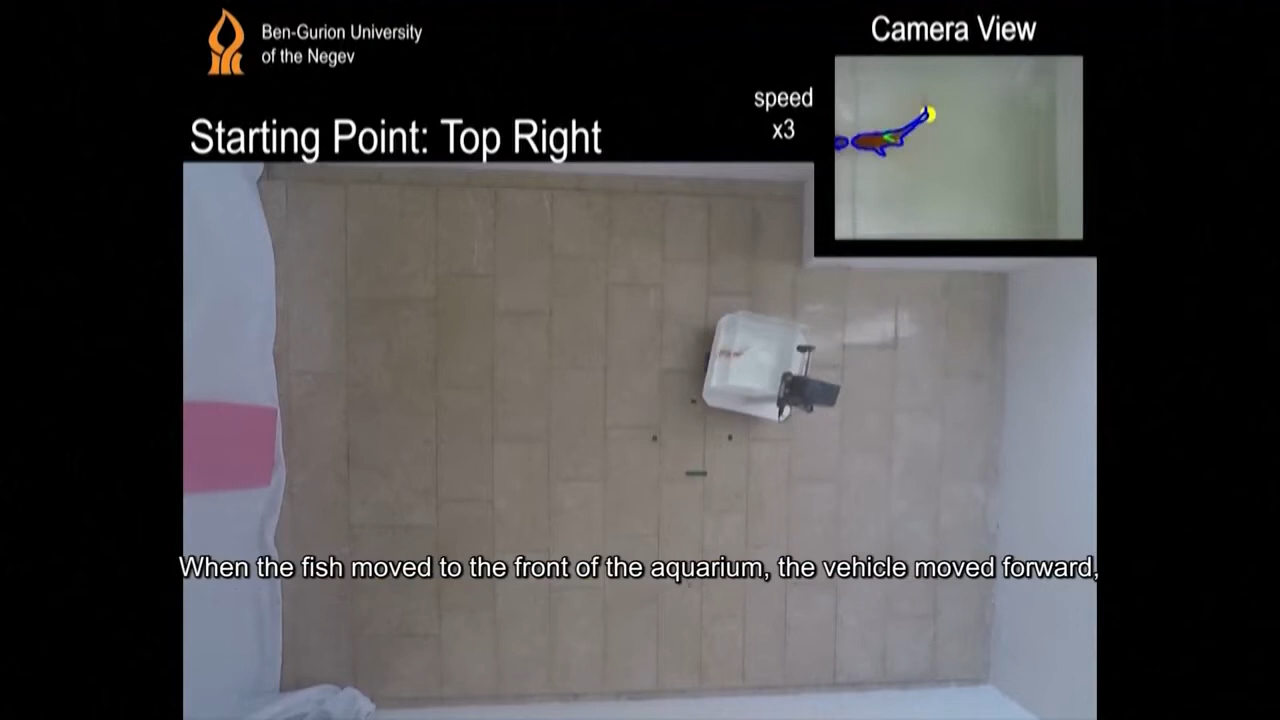 Ben-Gurion University
of the Negev
Camera View
speed
x3
Starting Point: Top Right
When the fish moved to the front of the aquarium, the vehicle moved forward,